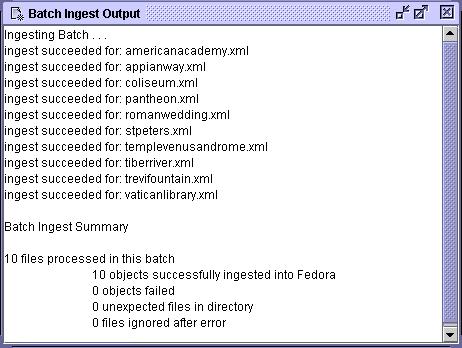 Batch Ingest Output
Ingesting Batch . . .
ingest succeeded for: americanacademy.xml
ingest succeeded for: appianway.xml
ingest succeeded for: coliseum.xml
ingest succeeded for: pantheon.xml
ingest succeeded for: romanwedding.xml
ingest succeeded for: stpeters.xml
ingest succeeded for: templevenusandrome.xml
ingest succeeded for: tiberriver.xml
ingest succeeded for: trevifountain.xml
ingest succeeded for: vaticanlibrary.xml
Batch Ingest Summary
10 files processed in this batch
10 objects successfully ingested into Fedora
0 objects failed
0 unexpected files in directory
0 files ignored after error